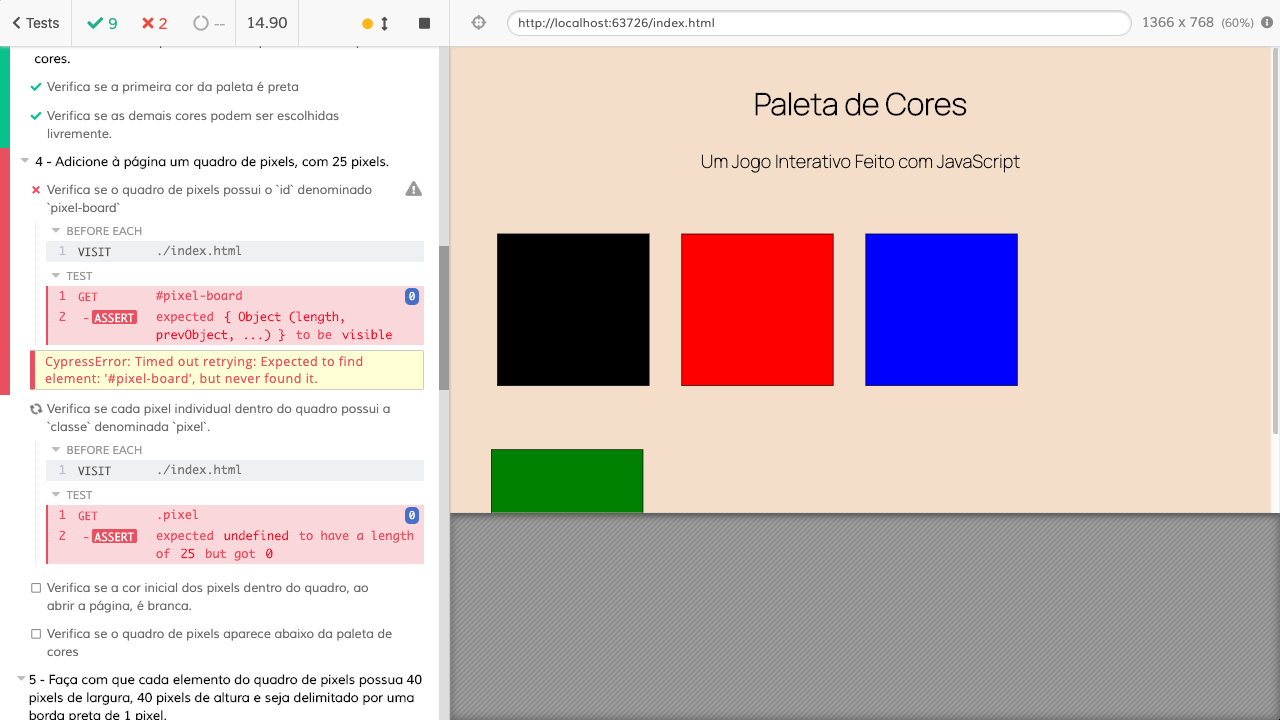 Tests
9
2
--
14.90
http://localhost:63726/index.html
1366 x 768 (60%)
cores.
Verifica se a primeira cor da paleta é preta
Verifica se as demais cores podem ser escolhidas
livremente.
4 - Adicione à página um quadro de pixels, com 25 pixels.
Verifica se o quadro de pixels possui o `id` denominado
`pixel-board`
BEFORE EACH
1 VISIT ./index.html
TEST
1 GET #pixel-board 0
2 -ASSERT expected { Object (length,
prevObject, ...) } to be visible
CypressError: Timed out retrying: Expected to find
element: '#pixel-board', but never found it.
Verifica se cada pixel individual dentro do quadro possui a
`classe` denominada `pixel`.
BEFORE EACH
1 VISIT ./index.html
TEST
1 GET .pixel 0
2 -ASSERT expected undefined to have a length
of 25 but got 0
Verifica se a cor inicial dos pixels dentro do quadro, ao
abrir a página, é branca.
Verifica se o quadro de pixels aparece abaixo da paleta de
cores
5 - Faça com que cada elemento do quadro de pixels possua 40
pixels de largura, 40 pixels de altura e seja delimitado por uma
borda preta de 1 pixel.
Paleta de Cores
Um Jogo Interativo Feito com JavaScript